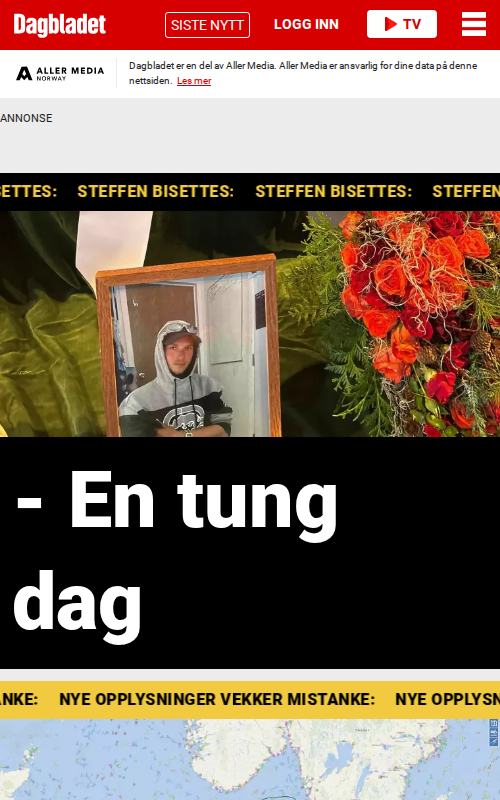 Dagbladet
SISTE NYTT
LOGG INN
TV
ALLER MEDIA
NORWAY
Dagbladet er en del av Aller Media. Aller Media er ansvarlig for dine data på denne
nettsiden. Les mer
ANNONSE
SETTES: STEFFEN BISETTES: STEFFEN BISETTES: STEFFEN
- En tung
dag
ANKE: NYE OPPLYSNINGER VEKKER MISTANKE: NYE OPPLYSN